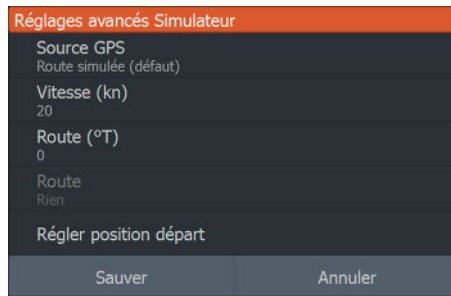 Réglages avancés Simulateur
Source GPS
Route simulée (défaut)
Vitesse (kn)
20
Route (°T)
0
Route
Rien
Régler position départ
Sauver Annuler